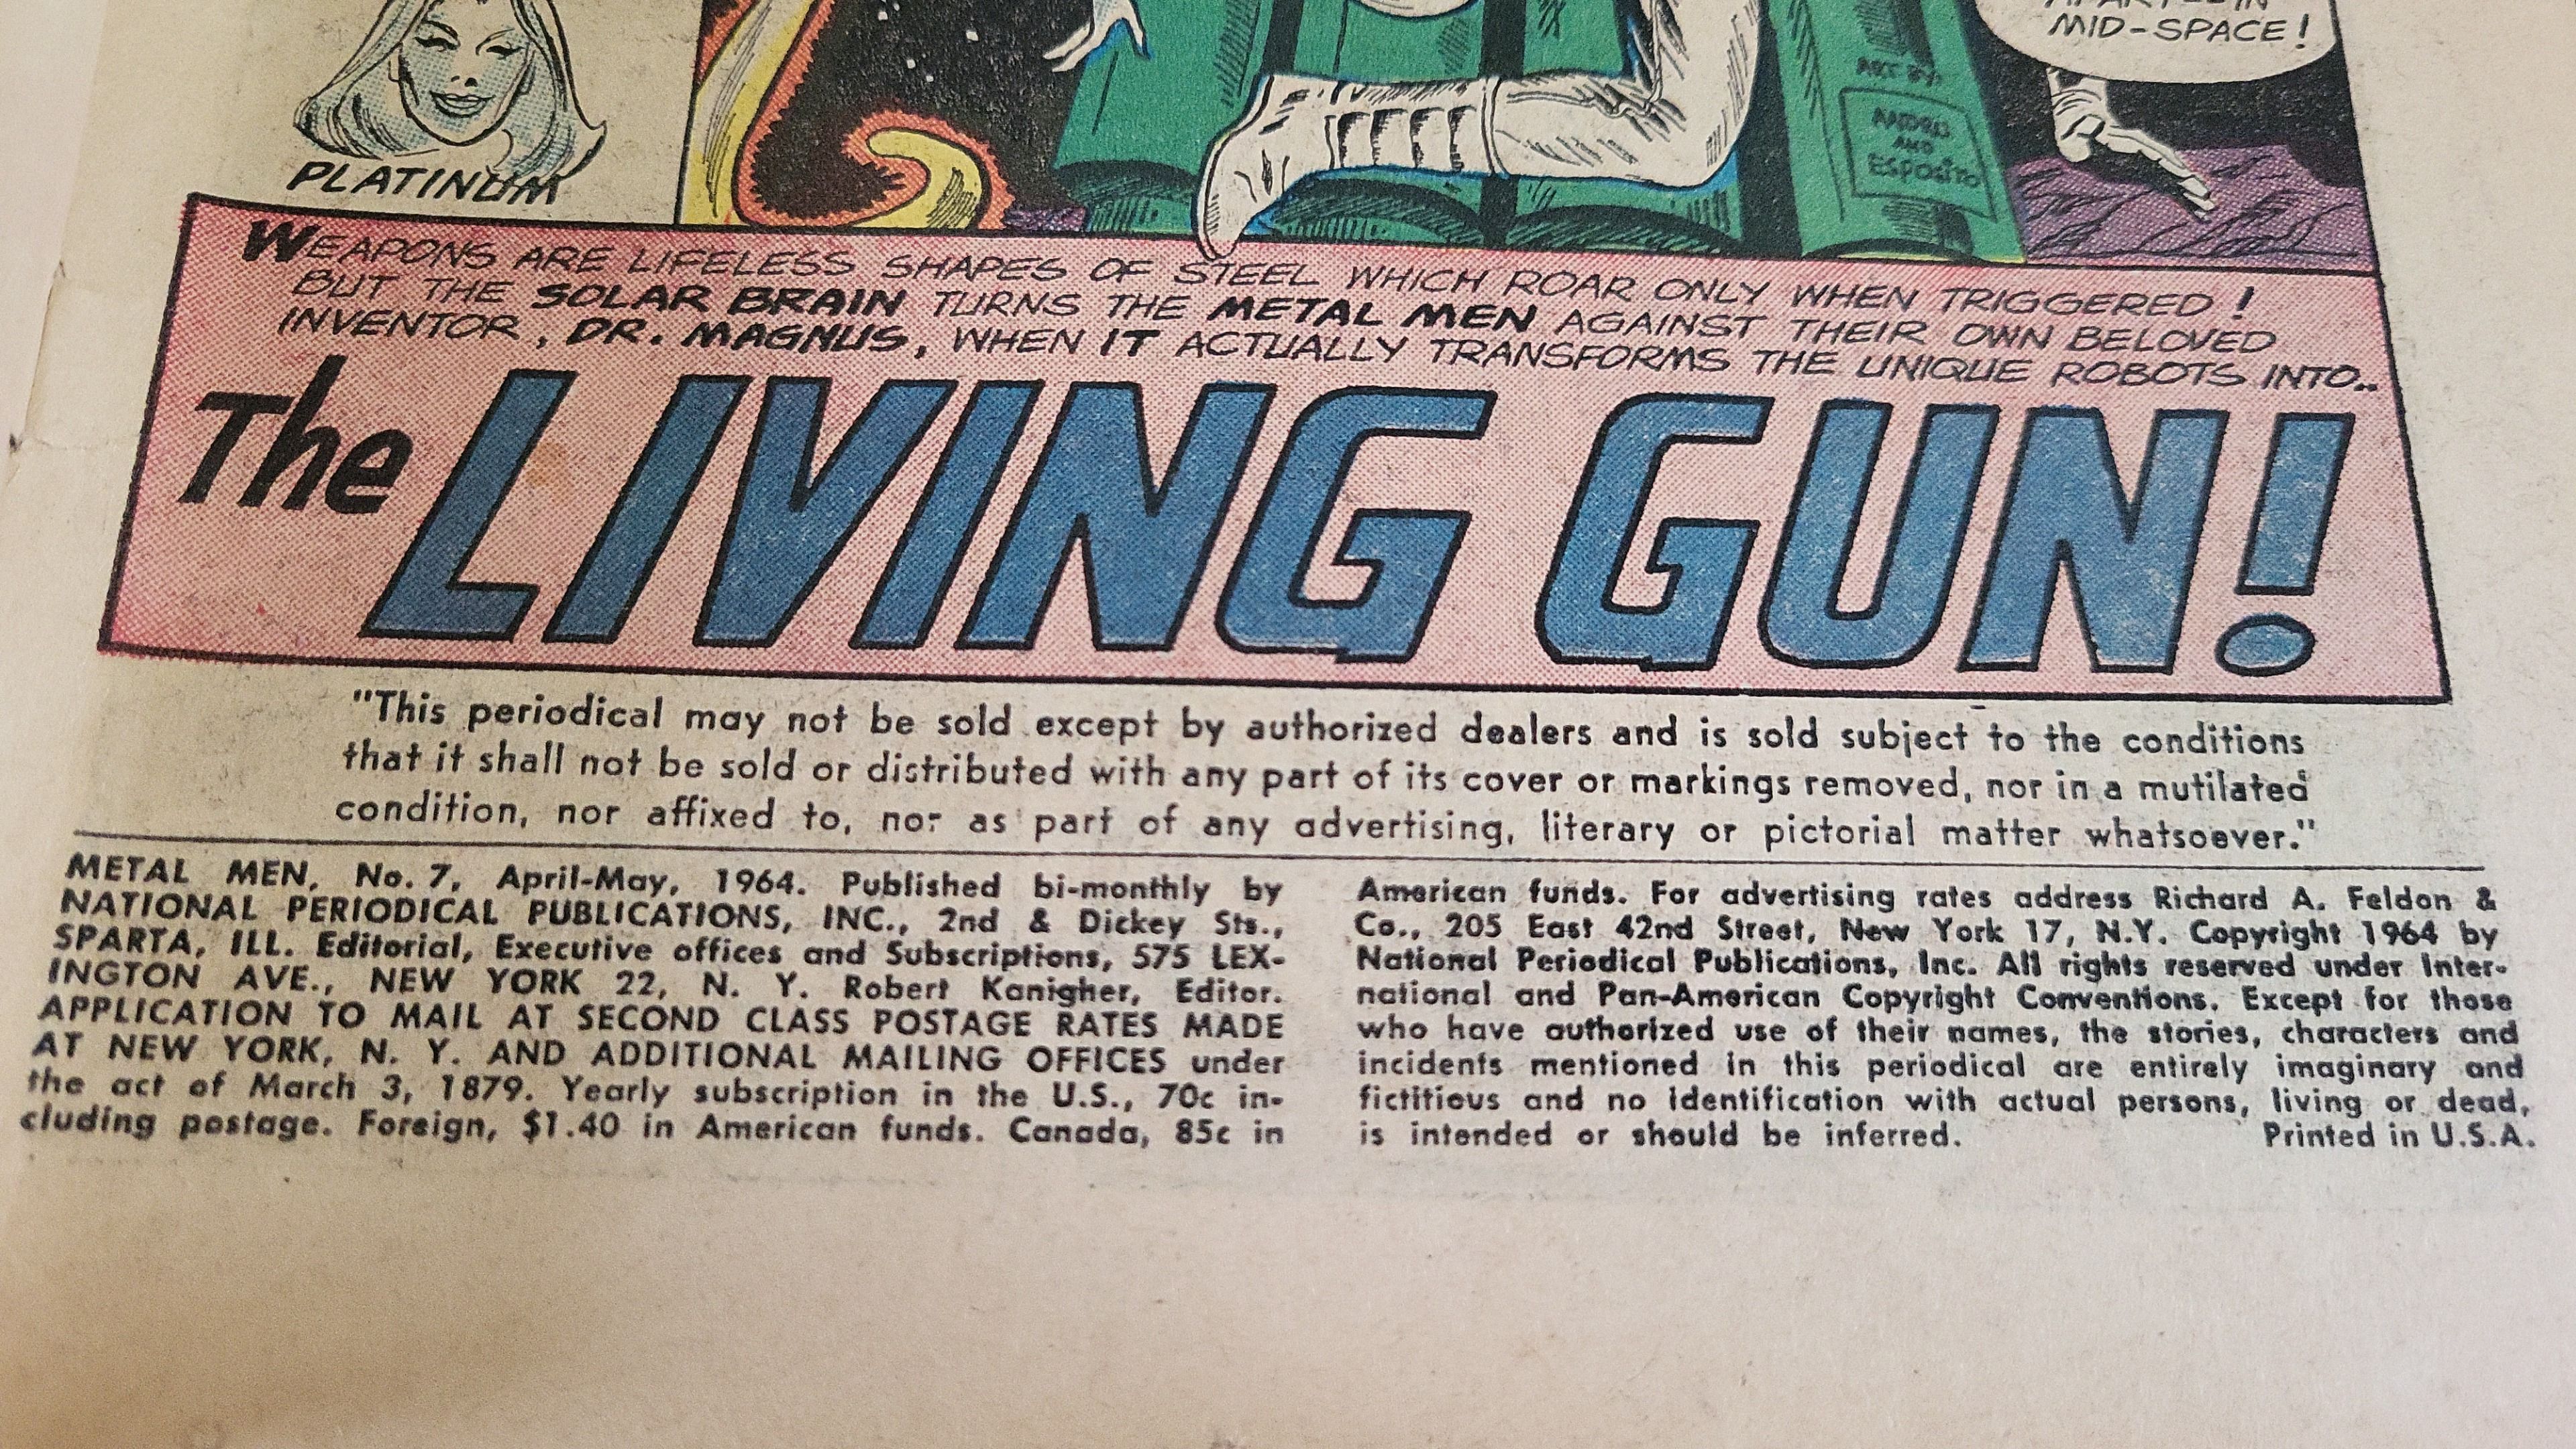 MID-SPACE!
ART BY:
ANDRU
AND
ESPOSITO
PLATINUM
WEAPONS ARE LIFELESS SHAPES OF STEEL WHICH ROAR ONLY WHEN TRIGGERED!
BUT THE SOLAR BRAIN TURNS THE METAL MEN AGAINST THEIR OWN BELOVED
INVENTOR, DR. MAGNUS, WHEN IT ACTUALLY TRANSFORMS THE UNIQUE ROBOTS INTO..
The LIVING GUN!
"This periodical may not be sold except by authorized dealers and is sold subject to the conditions
that it shall not be sold or distributed with any part of its cover or markings removed, nor in a mutilated
condition, nor affixed to, nor as part of any advertising, literary or pictorial matter whatsoever."
METAL MEN, No. 7, April-May, 1964. Published bi-monthly by
NATIONAL PERIODICAL PUBLICATIONS, INC., 2nd & Dickey Sts.,
SPARTA, ILL. Editorial, Executive offices and Subscriptions, 575 LEX-
INGTON AVE., NEW YORK 22, N. Y. Robert Kanigher, Editor.
APPLICATION TO MAIL AT SECOND CLASS POSTAGE RATES MADE
AT NEW YORK, N. Y. AND ADDITIONAL MAILING OFFICES under
the act of March 3, 1879. Yearly subscription in the U.S., 70c in-
cluding postage. Foreign, $1.40 in American funds. Canada, 85c in
American funds. For advertising rates address Richard A. Feldon &
Co., 205 East 42nd Street, New York 17, N.Y. Copyright 1964 by
National Periodical Publications, Inc. All rights reserved under Inter-
national and Pan-American Copyright Conventions. Except for those
who have authorized use of their names, the stories, characters and
incidents mentioned in this periodical are entirely imaginary and
fictitious and no identification with actual persons, living or dead,
is intended or should be inferred. Printed in U.S.A.